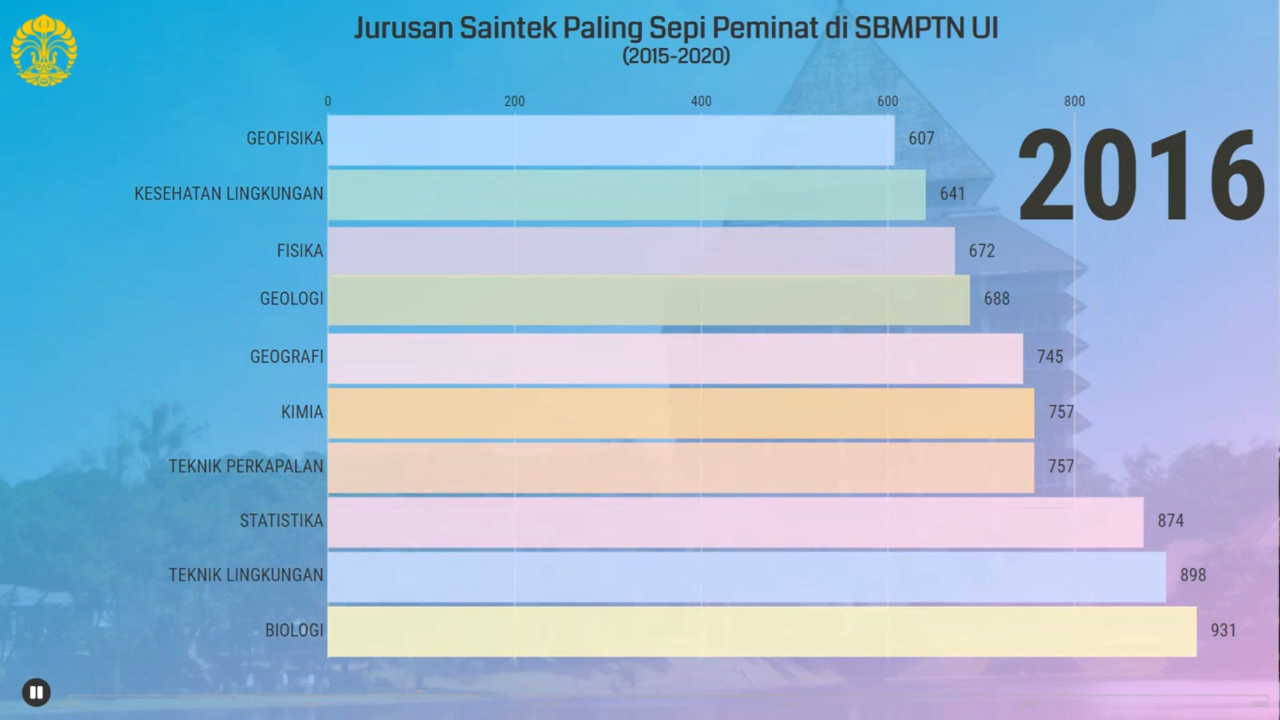 Jurusan Saintek Paling Sepi Peminat di SBMPTN UI
(2015-2020)
0 200 400 600 800
2016
GEOFISIKA 607
KESEHATAN LINGKUNGAN 641
FISIKA 672
GEOLOGI 688
GEOGRAFI 745
KIMIA 757
TEKNIK PERKAPALAN 757
STATISTIKA 874
TEKNIK LINGKUNGAN 898
BIOLOGI 931